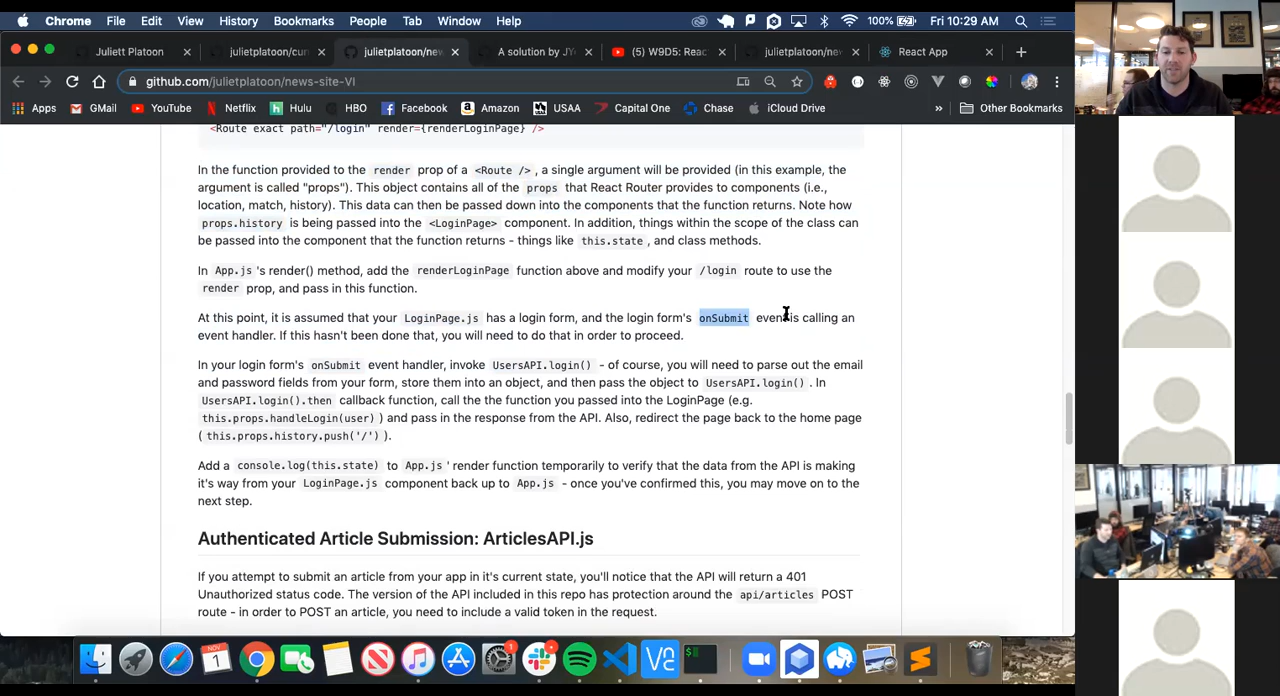 Chrome File Edit View History Bookmarks People Tab Window Help 100% Fri 10:29 AM
Juliett Platoon julietplatoon/cur julietplatoon/new A solution by JY (5) W9D5: Rea julietplatoon/new React App
github.com/julietplatoon/news-site-VI
Apps GMail YouTube Netflix Hulu HBO Facebook Amazon USAA Capital One Chase iCloud Drive » Other Bookmarks
<Route exact path="/login" render={renderLoginPage} />
In the function provided to the render prop of a <Route />, a single argument will be provided (in this example, the
argument is called "props"). This object contains all of the props that React Router provides to components (i.e.,
location, match, history). This data can then be passed down into the components that the function returns. Note how
props.history is being passed into the <LoginPage> component. In addition, things within the scope of the class can
be passed into the component that the function returns - things like this.state, and class methods.
In App.js's render() method, add the renderLoginPage function above and modify your /login route to use the
render prop, and pass in this function.
At this point, it is assumed that your LoginPage.js has a login form, and the login form's onSubmit event is calling an
event handler. If this hasn't been done that, you will need to do that in order to proceed.
In your login form's onSubmit event handler, invoke UsersAPI.login() - of course, you will need to parse out the email
and password fields from your form, store them into an object, and then pass the object to UsersAPI.login(). In
UsersAPI.login().then callback function, call the the function you passed into the LoginPage (e.g.
this.props.handleLogin(user)) and pass in the response from the API. Also, redirect the page back to the home page
(this.props.history.push('/')).
Add a console.log(this.state) to App.js' render function temporarily to verify that the data from the API is making
it's way from your LoginPage.js component back up to App.js - once you've confirmed this, you may move on to the
next step.
Authenticated Article Submission: ArticlesAPI.js
If you attempt to submit an article from your app in it's current state, you'll notice that the API will return a 401
Unauthorized status code. The version of the API included in this repo has protection around the api/articles POST
route - in order to POST an article, you need to include a valid token in the request.